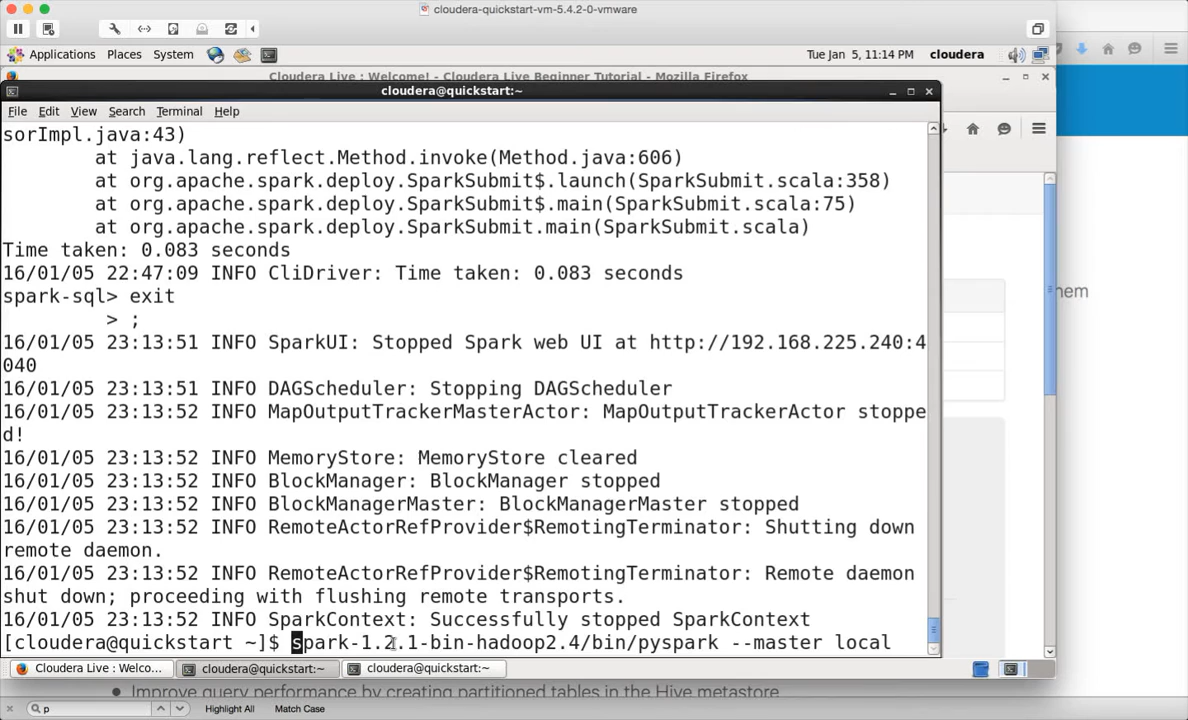 cloudera-quickstart-vm-5.4.2-0-vmware
Applications Places System
Tue Jan 5, 11:14 PM cloudera
Cloudera Live : Welcome! - Cloudera Live Beginner Tutorial - Mozilla Firefox
cloudera@quickstart:~
File Edit View Search Terminal Help
sorImpl.java:43)
at java.lang.reflect.Method.invoke(Method.java:606)
at org.apache.spark.deploy.SparkSubmit$.launch(SparkSubmit.scala:358)
at org.apache.spark.deploy.SparkSubmit$.main(SparkSubmit.scala:75)
at org.apache.spark.deploy.SparkSubmit.main(SparkSubmit.scala)
Time taken: 0.083 seconds
16/01/05 22:47:09 INFO CliDriver: Time taken: 0.083 seconds
spark-sql> exit
> ;
16/01/05 23:13:51 INFO SparkUI: Stopped Spark web UI at http://192.168.225.240:4
040
16/01/05 23:13:51 INFO DAGScheduler: Stopping DAGScheduler
16/01/05 23:13:52 INFO MapOutputTrackerMasterActor: MapOutputTrackerActor stoppe
d!
16/01/05 23:13:52 INFO MemoryStore: MemoryStore cleared
16/01/05 23:13:52 INFO BlockManager: BlockManager stopped
16/01/05 23:13:52 INFO BlockManagerMaster: BlockManagerMaster stopped
16/01/05 23:13:52 INFO RemoteActorRefProvider$RemotingTerminator: Shutting down
remote daemon.
16/01/05 23:13:52 INFO RemoteActorRefProvider$RemotingTerminator: Remote daemon
shut down; proceeding with flushing remote transports.
16/01/05 23:13:52 INFO SparkContext: Successfully stopped SparkContext
[cloudera@quickstart ~]$ spark-1.2.1-bin-hadoop2.4/bin/pyspark --master local
hem
Cloudera Live : Welco... cloudera@quickstart:~ cloudera@quickstart:~
Improve query performance by creating partitioned tables in the Hive metastore
p Highlight All Match Case